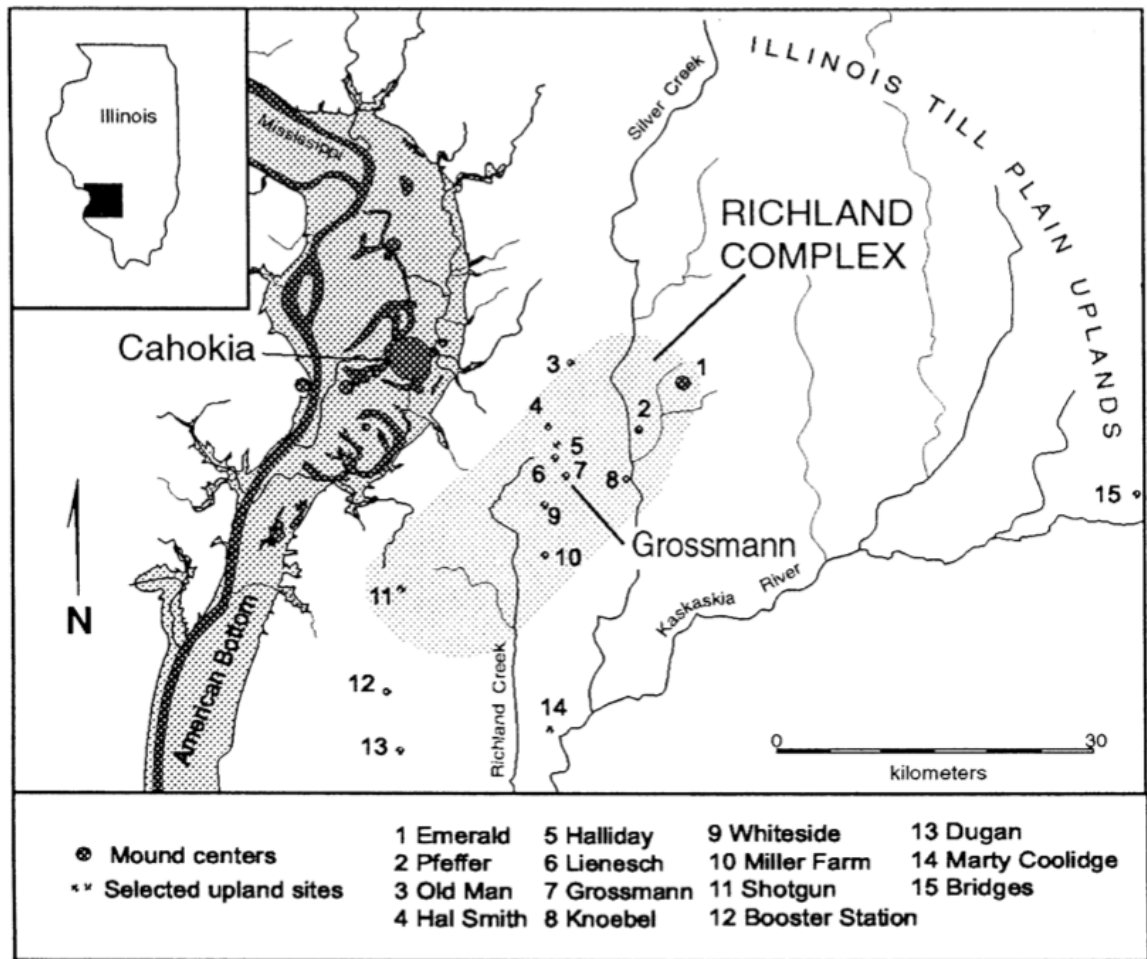 Illinois
Mississippi
Silver Creek
ILLINOIS TILL PLAIN UPLANDS
RICHLAND
COMPLEX
Cahokia
3
1
4
2
5
6
7
8
15
9
Grossmann
10
11
Kaskaskia River
N
American Bottom
12
Richland Creek
14
13
0
30
kilometers
Mound centers
Selected upland sites
1 Emerald
2 Pfeffer
3 Old Man
4 Hal Smith
5 Halliday
6 Lienesch
7 Grossmann
8 Knoebel
9 Whiteside
10 Miller Farm
11 Shotgun
12 Booster Station
13 Dugan
14 Marty Coolidge
15 Bridges